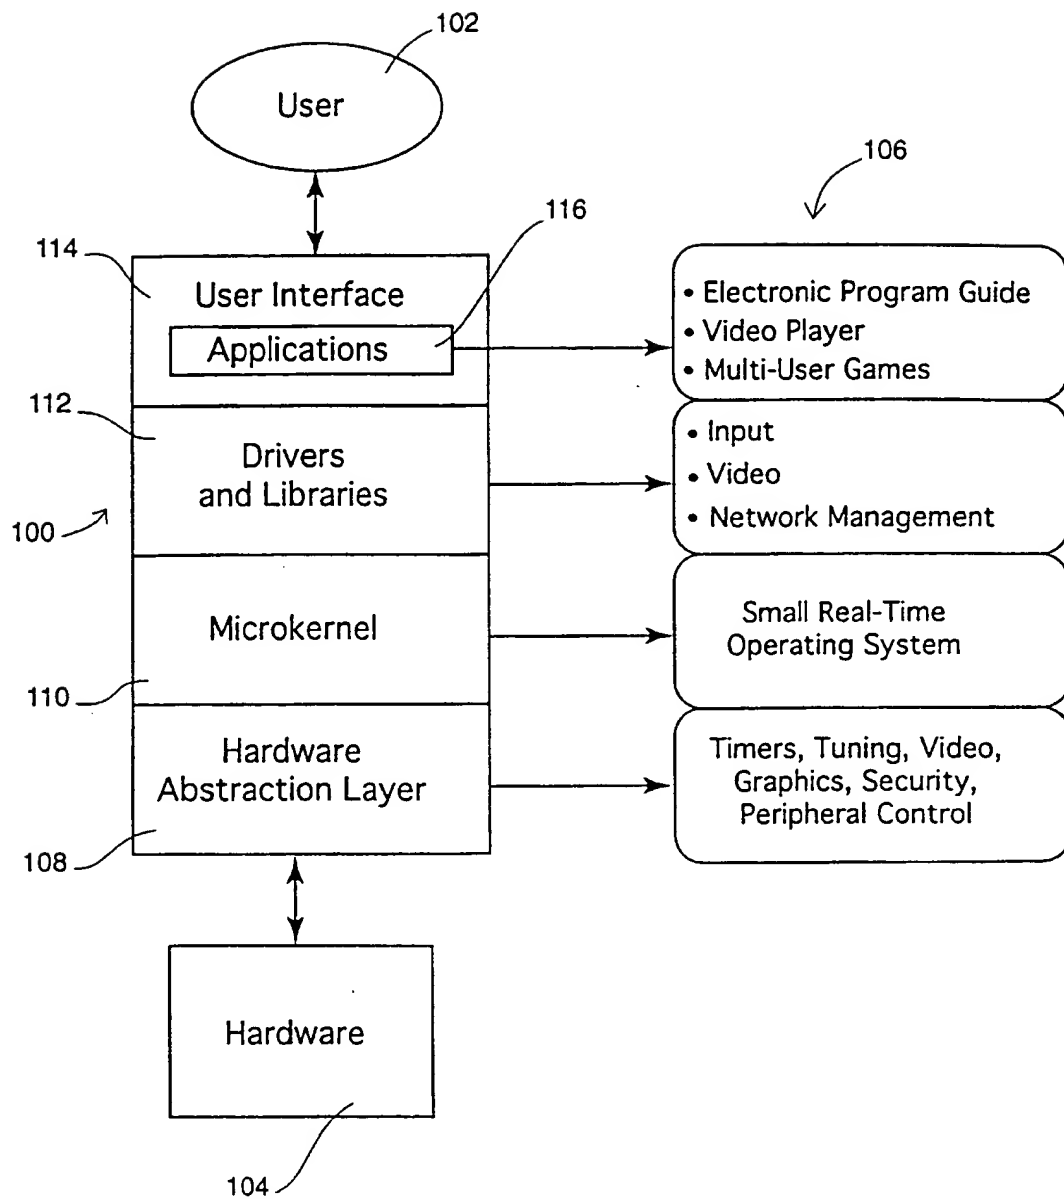 102
User
106
116
114
User Interface
Applications
• Electronic Program Guide
• Video Player
• Multi-User Games
112
Drivers
and Libraries
• Input
• Video
• Network Management
100
Microkernel
Small Real-Time
Operating System
110
Hardware
Abstraction Layer
Timers, Tuning, Video,
Graphics, Security,
Peripheral Control
108
Hardware
104